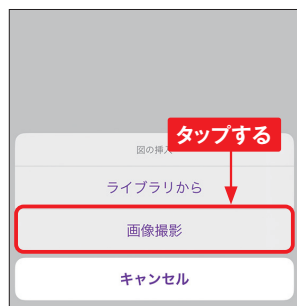 タップする
図の挿入
ライブラリから
画像撮影
キャンセル